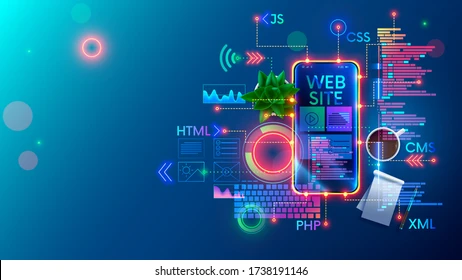 JS
CSS
WEB
SITE
HTML
CMS
PHP
XML
shutterstock.com · 1738191146